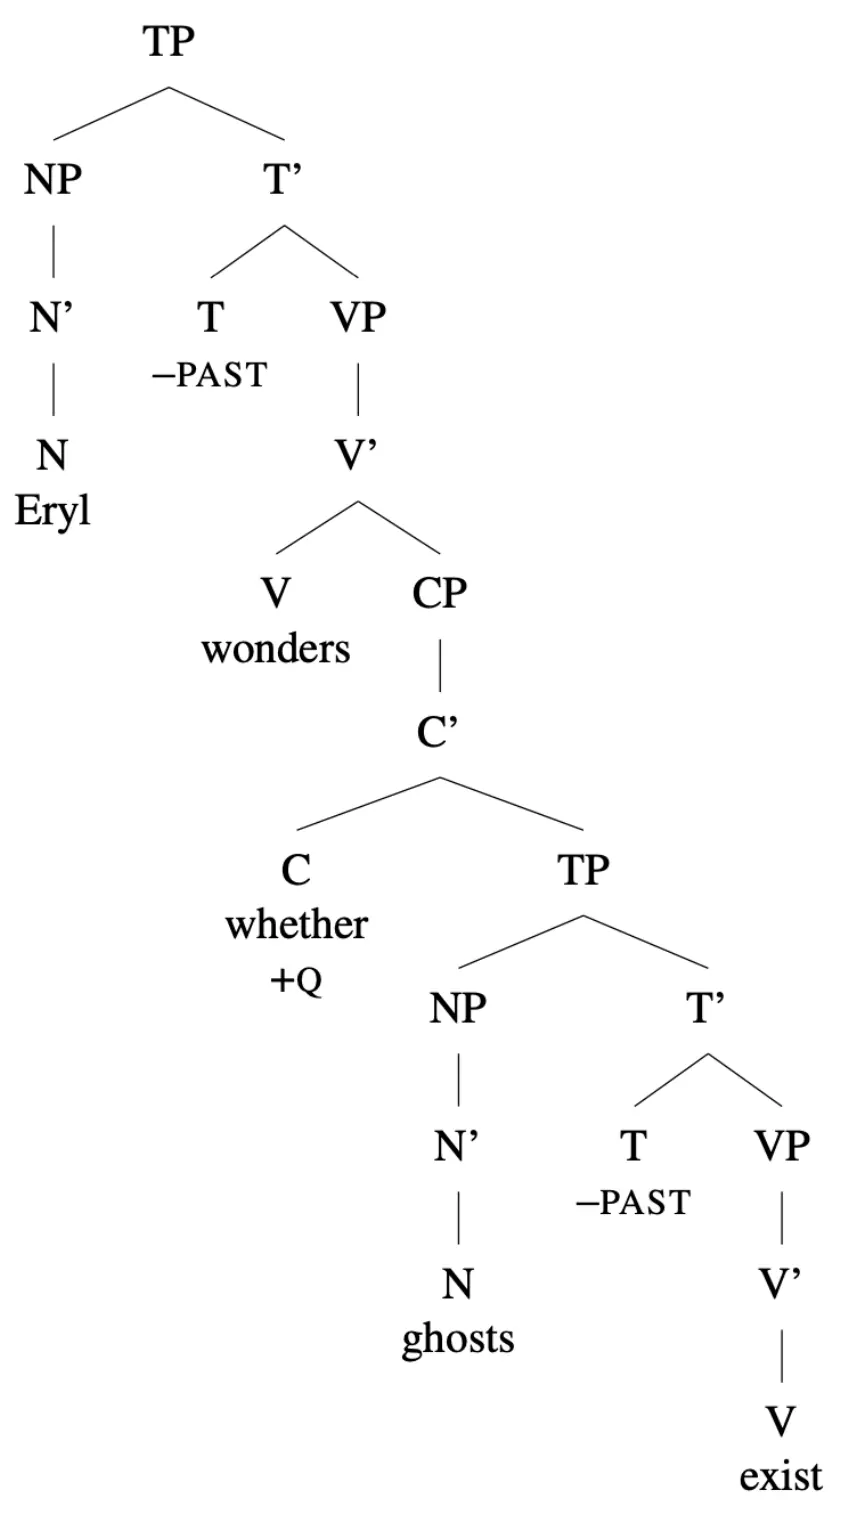 TP
NP T’
N’ T VP
−PAST
N V’
Eryl
V CP
wonders
C’
C TP
whether
+Q NP T’
N’ T VP
−PAST
N V’
ghosts
V
exist